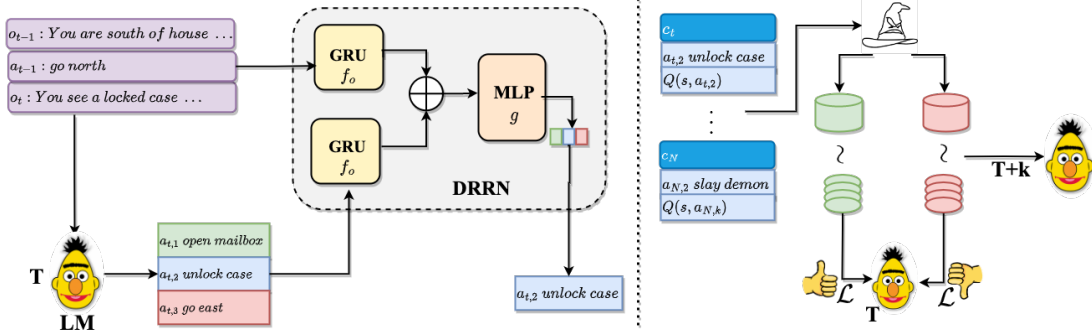 o_{t-1} : You are south of house ...
a_{t-1} : go north
o_t : You see a locked case ...
GRU
f_o
GRU
f_o
MLP
g
DRRN
T
LM
a_{t,1} open mailbox
a_{t,2} unlock case
a_{t,3} go east
a_{t,2} unlock case
c_t
a_{t,2} unlock case
Q(s, a_{t,2})
⋮
c_N
a_{N,2} slay demon
Q(s, a_{N,k})
~
~
T+k
ℒ
ℒ
T